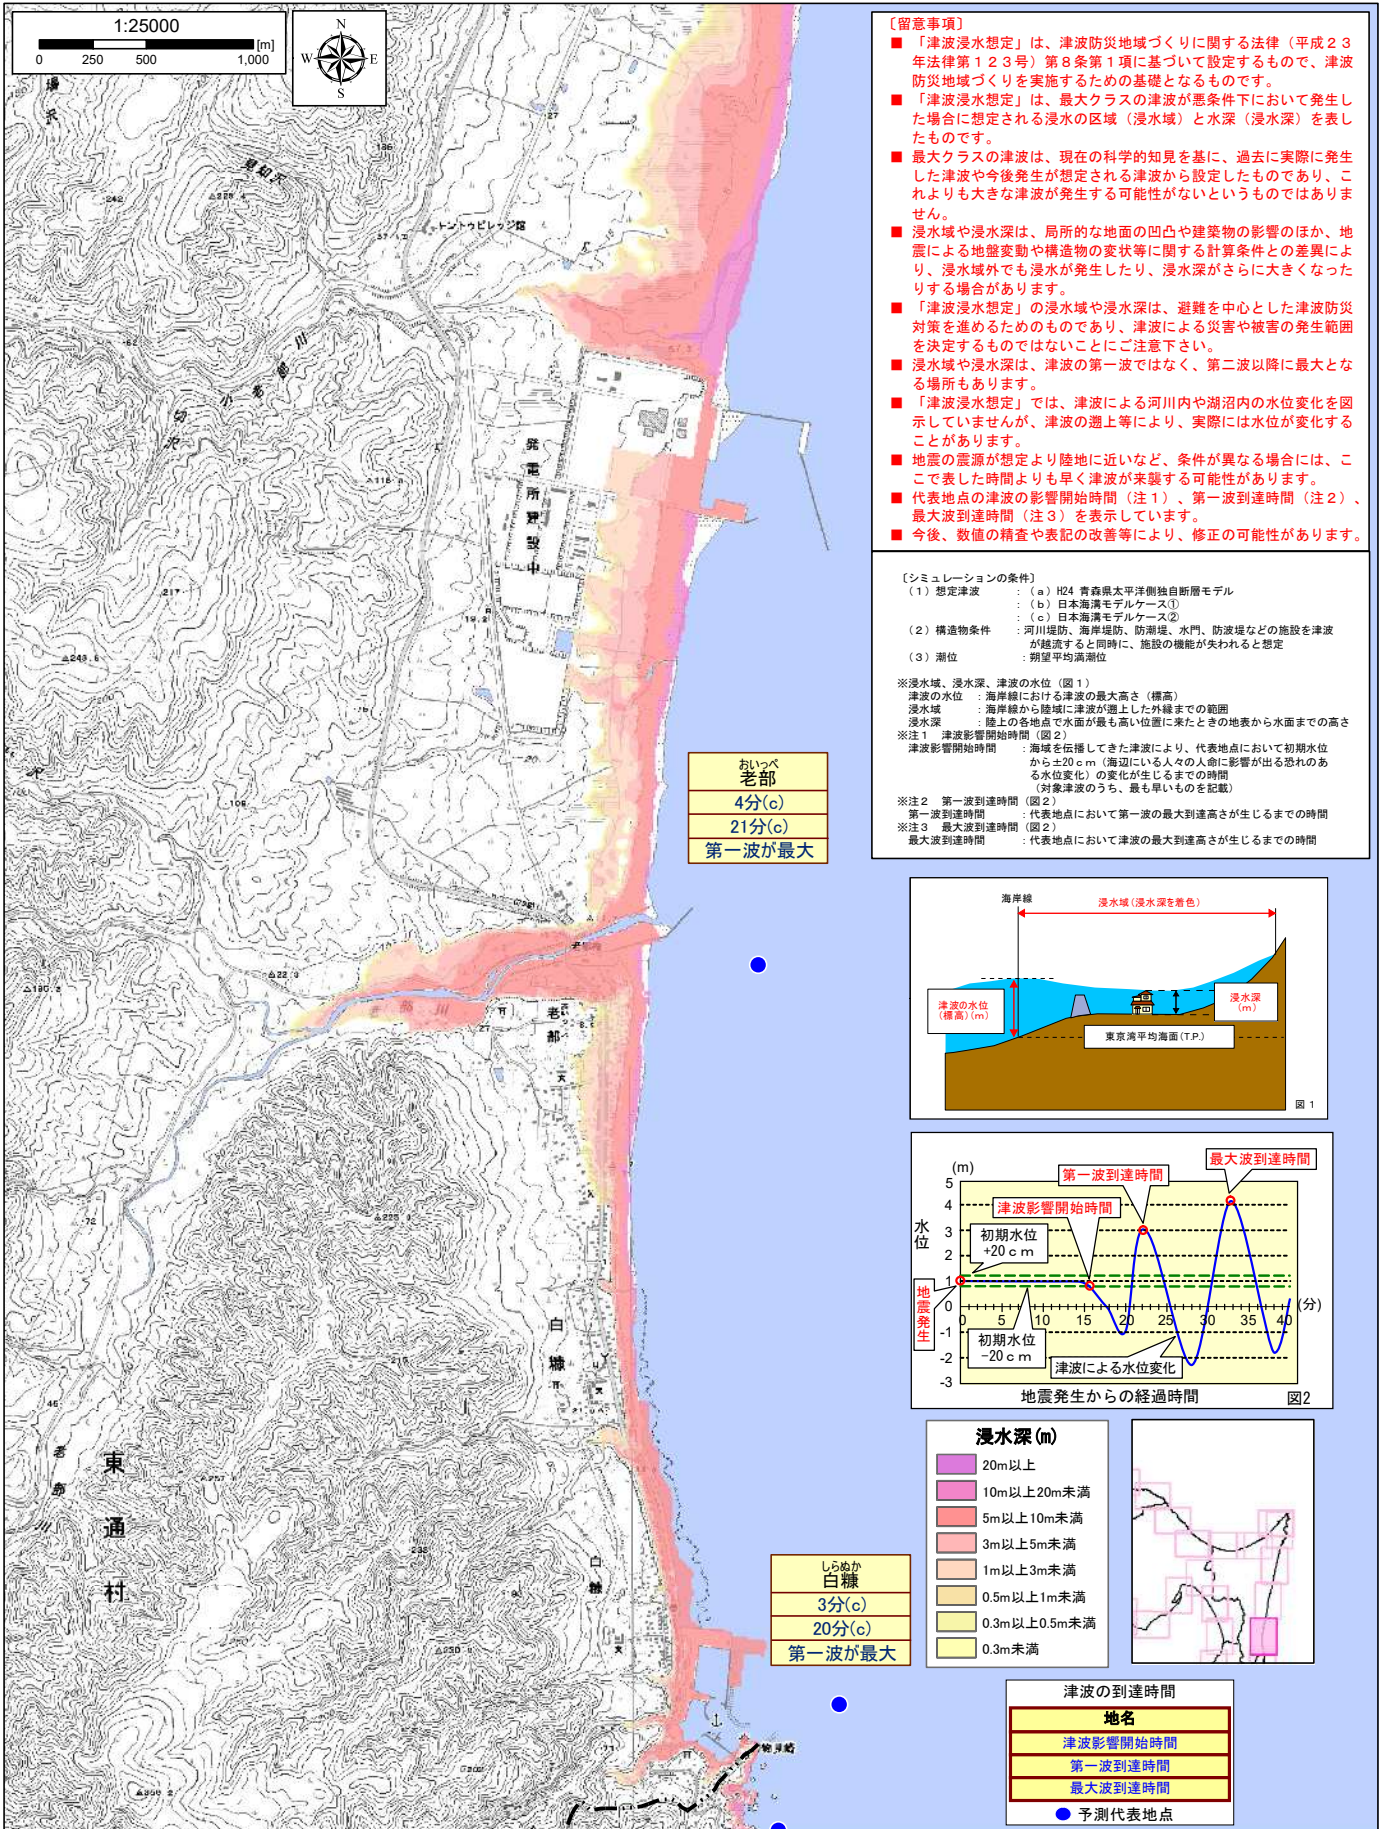 1:25000
[m]
0 250 500 1,000
N
W E
S
〔留意事項〕
■ 「津波浸水想定」は、津波防災地域づくりに関する法律（平成２３
年法律第１２３号）第８条第１項に基づいて設定するもので、津波
防災地域づくりを実施するための基礎となるものです。
■ 「津波浸水想定」は、最大クラスの津波が悪条件下において発生し
た場合に想定される浸水の区域（浸水域）と水深（浸水深）を表し
たものです。
■ 最大クラスの津波は、現在の科学的知見を基に、過去に実際に発生
した津波や今後発生が想定される津波から設定したものであり、こ
れよりも大きな津波が発生する可能性がないというものではありま
せん。
■ 浸水域や浸水深は、局所的な地面の凹凸や建築物の影響のほか、地
震による地盤変動や構造物の変状等に関する計算条件との差異によ
り、浸水域外でも浸水が発生したり、浸水深がさらに大きくなった
りする場合があります。
■ 「津波浸水想定」の浸水域や浸水深は、避難を中心とした津波防災
対策を進めるためのものであり、津波による災害や被害の発生範囲
を決定するものではないことにご注意下さい。
■ 浸水域や浸水深は、津波の第一波ではなく、第二波以降に最大とな
る場所もあります。
■ 「津波浸水想定」では、津波による河川内や湖沼内の水位変化を図
示していませんが、津波の遡上等により、実際には水位が変化する
ことがあります。
■ 地震の震源が想定より陸地に近いなど、条件が異なる場合には、こ
こで表した時間よりも早く津波が来襲する可能性があります。
■ 代表地点の津波の影響開始時間（注１）、第一波到達時間（注２）、
最大波到達時間（注３）を表示しています。
■ 今後、数値の精査や表記の改善等により、修正の可能性があります。
〔シミュレーションの条件〕
（１）想定津波 ：（ａ）H24 青森県太平洋側独自断層モデル
：（ｂ）日本海溝モデルケース①
：（ｃ）日本海溝モデルケース②
（２）構造物条件 ：河川堤防、海岸堤防、防潮堤、水門、防波堤などの施設を津波
が越流すると同時に、施設の機能が失われると想定
（３）潮位 ：朔望平均満潮位
※浸水域、浸水深、津波の水位（図１）
津波の水位 ：海岸線における津波の最大高さ（標高）
浸水域 ：海岸線から陸域に津波が遡上した外縁までの範囲
浸水深 ：陸上の各地点で水面が最も高い位置に来たときの地表から水面までの高さ
※注１ 津波影響開始時間（図２）
津波影響開始時間 ：海域を伝播してきた津波により、代表地点において初期水位
から±20ｃｍ（海辺にいる人々の人命に影響が出る恐れのあ
る水位変化）の変化が生じるまでの時間
（対象津波のうち、最も早いものを記載）
※注２ 第一波到達時間（図２）
第一波到達時間 ：代表地点において第一波の最大到達高さが生じるまでの時間
※注３ 最大波到達時間（図２）
最大波到達時間 ：代表地点において津波の最大到達高さが生じるまでの時間
トントゥビレッジ館
発電所建設中
おいっぺ
老部
4分(c)
21分(c)
第一波が最大
老部川
老部
白糠
白糠
東通村
老部川
しらぬか
白糠
3分(c)
20分(c)
第一波が最大
物見崎
海岸線
浸水域(浸水深を着色)
津波の水位
(標高)(m)
浸水深
(m)
東京湾平均海面(T.P.)
図１
(m)
水位
5
4
3
2
1
0
-1
-2
-3
第一波到達時間
最大波到達時間
津波影響開始時間
初期水位
+20ｃｍ
地震発生
0 5 10 15 20 25 30 35 40
(分)
初期水位
−20ｃｍ
津波による水位変化
地震発生からの経過時間
図2
浸水深(m)
20m以上
10m以上20m未満
5m以上10m未満
3m以上5m未満
1m以上3m未満
0.5m以上1m未満
0.3m以上0.5m未満
0.3m未満
津波の到達時間
地名
津波影響開始時間
第一波到達時間
最大波到達時間
予測代表地点